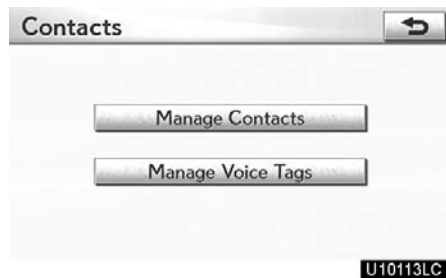 Contacts
Manage Contacts
Manage Voice Tags
U10113LC